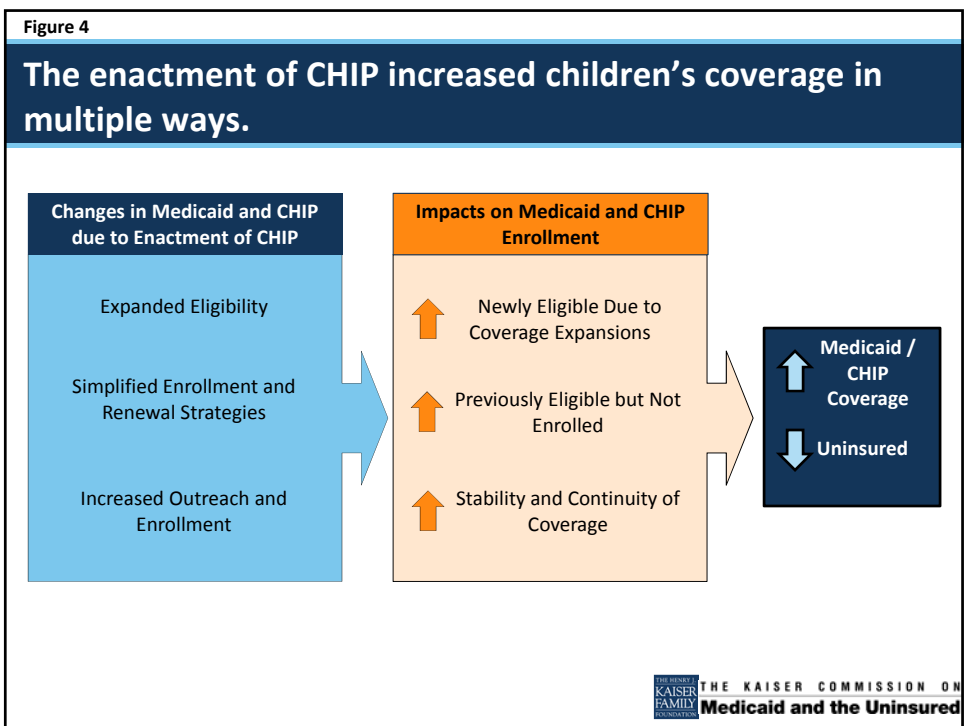 Figure 4
The enactment of CHIP increased children’s coverage in
multiple ways.
Changes in Medicaid and CHIP
due to Enactment of CHIP
Expanded Eligibility
Simplified Enrollment and
Renewal Strategies
Increased Outreach and
Enrollment
Impacts on Medicaid and CHIP
Enrollment
Newly Eligible Due to
Coverage Expansions
Previously Eligible but Not
Enrolled
Stability and Continuity of
Coverage
Medicaid /
CHIP
Coverage
Uninsured
THE HENRY J.
KAISER
FAMILY
FOUNDATION
THE KAISER COMMISSION ON
Medicaid and the Uninsured